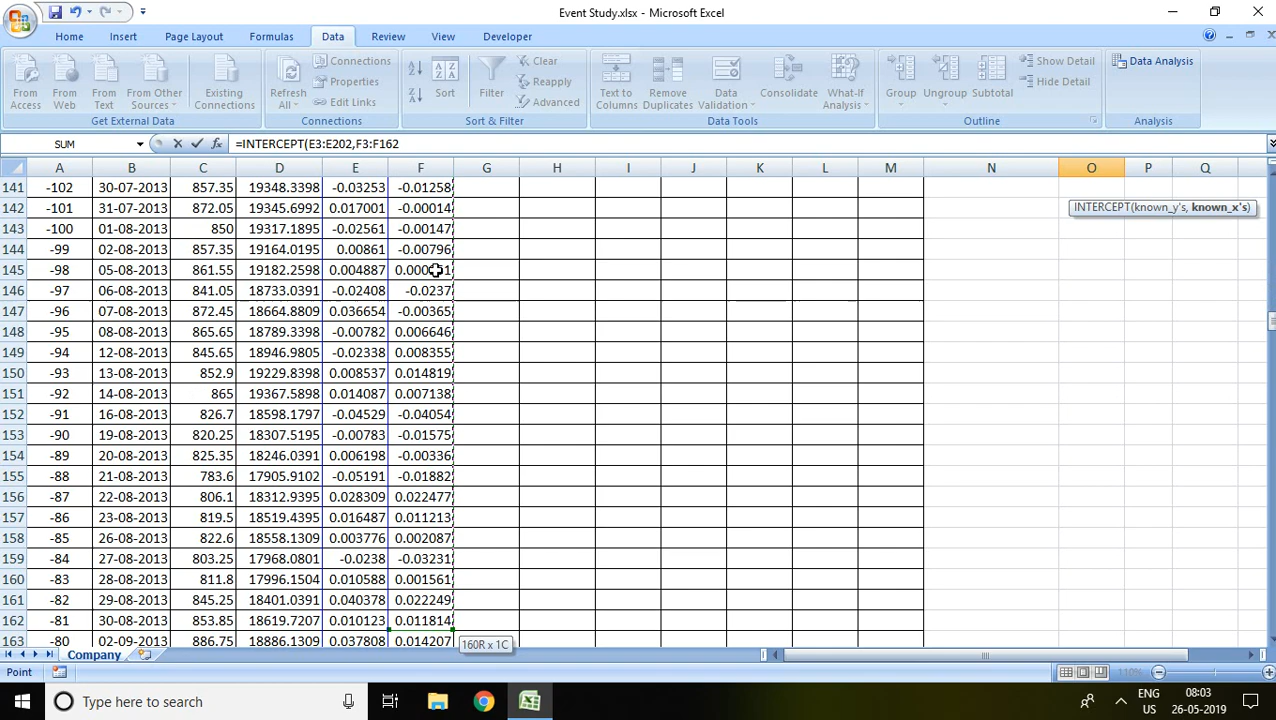 Event Study.xlsx - Microsoft Excel
Home Insert Page Layout Formulas Data Review View Developer
From Access From Web From Text From Other Sources Existing Connections Refresh All Connections Properties Edit Links Sort Filter Clear Reapply Advanced Text to Columns Remove Duplicates Data Validation Consolidate What-If Analysis Group Ungroup Subtotal Show Detail Hide Detail Data Analysis
Get External Data Connections Sort & Filter Data Tools Outline Analysis
SUM fx =INTERCEPT(E3:E202,F3:F162
A B C D E F G H I J K L M N O P Q
141 -102 30-07-2013 857.35 19348.3398 -0.03253 -0.01258
142 -101 31-07-2013 872.05 19345.6992 0.017001 -0.00014
INTERCEPT(known_y's, known_x's)
143 -100 01-08-2013 850 19317.1895 -0.02561 -0.00147
144 -99 02-08-2013 857.35 19164.0195 0.00861 -0.00796
145 -98 05-08-2013 861.55 19182.2598 0.004887
146 -97 06-08-2013 841.05 18733.0391 -0.02408 -0.0237
147 -96 07-08-2013 872.45 18664.8809 0.036654 -0.00365
148 -95 08-08-2013 865.65 18789.3398 -0.00782 0.006646
149 -94 12-08-2013 845.65 18946.9805 -0.02338 0.008355
150 -93 13-08-2013 852.9 19229.8398 0.008537 0.014819
151 -92 14-08-2013 865 19367.5898 0.014087 0.007138
152 -91 16-08-2013 826.7 18598.1797 -0.04529 -0.04054
153 -90 19-08-2013 820.25 18307.5195 -0.00783 -0.01575
154 -89 20-08-2013 825.35 18246.0391 0.006198 -0.00336
155 -88 21-08-2013 783.6 17905.9102 -0.05191 -0.01882
156 -87 22-08-2013 806.1 18312.9395 0.028309 0.022477
157 -86 23-08-2013 819.5 18519.4395 0.016487 0.011213
158 -85 26-08-2013 822.6 18558.1309 0.003776 0.002087
159 -84 27-08-2013 803.25 17968.0801 -0.0238 -0.03231
160 -83 28-08-2013 811.8 17996.1504 0.010588 0.001561
161 -82 29-08-2013 845.25 18401.0391 0.040378 0.022249
162 -81 30-08-2013 853.85 18619.7207 0.010123 0.011814
163 -80 02-09-2013 886.75 18886.1309 0.037808 0.014207
160R x 1C
Company
Point 110%
Type here to search
ENG US
08:03
26-05-2019